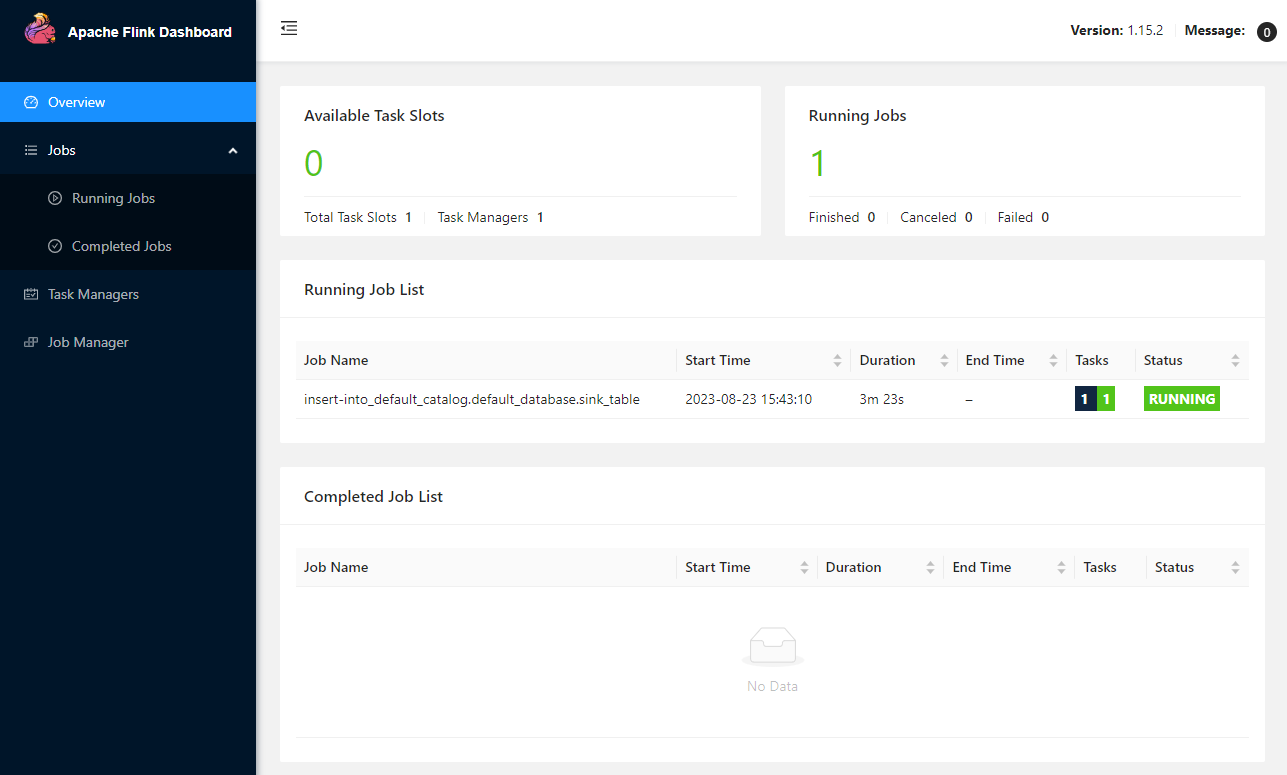 Apache Flink Dashboard
Version: 1.15.2 Message: 0
Overview
Jobs
Running Jobs
Completed Jobs
Task Managers
Job Manager
Available Task Slots
0
Total Task Slots 1 Task Managers 1
Running Jobs
1
Finished 0 Canceled 0 Failed 0
Running Job List
Job Name Start Time Duration End Time Tasks Status
insert-into_default_catalog.default_database.sink_table 2023-08-23 15:43:10 3m 23s – 1 1 RUNNING
Completed Job List
Job Name Start Time Duration End Time Tasks Status
No Data